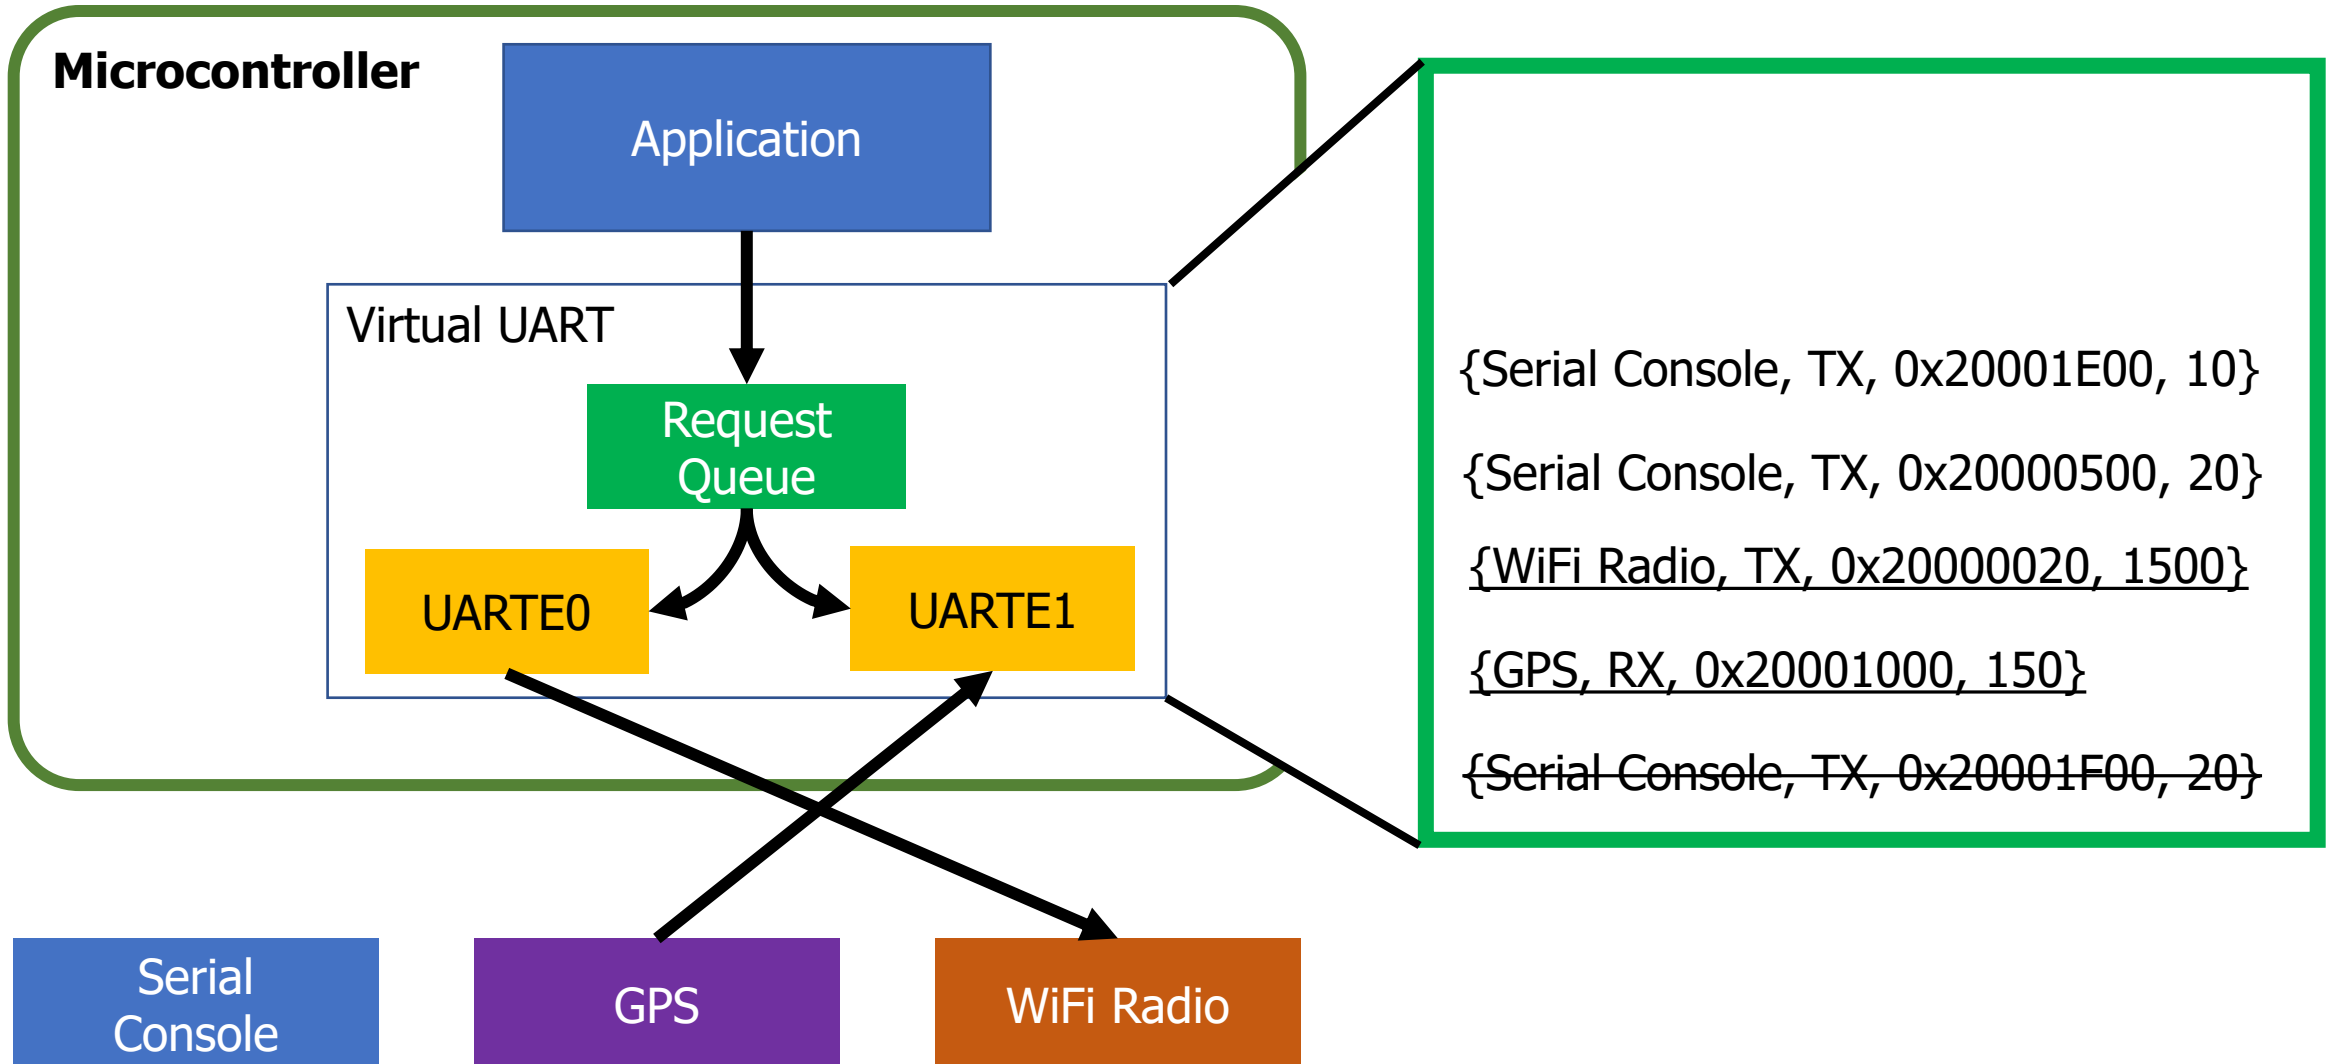 Microcontroller
Application
Virtual UART
Request
Queue
UARTE0
UARTE1
Serial
Console
GPS
WiFi Radio
{Serial Console, TX, 0x20001E00, 10}
{Serial Console, TX, 0x20000500, 20}
{WiFi Radio, TX, 0x20000020, 1500}
{GPS, RX, 0x20001000, 150}
{Serial Console, TX, 0x20001F00, 20}